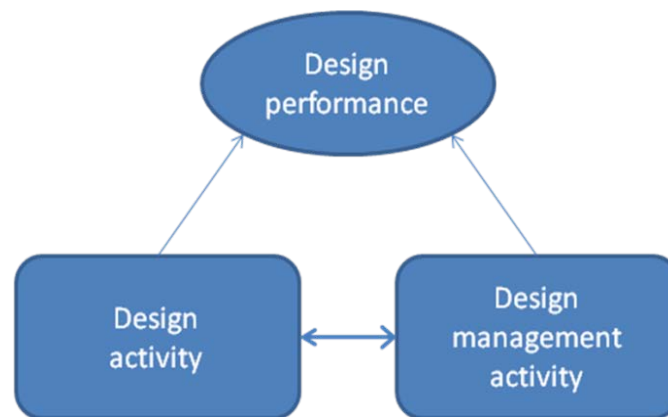 Design
performance
Design
activity
Design
management
activity